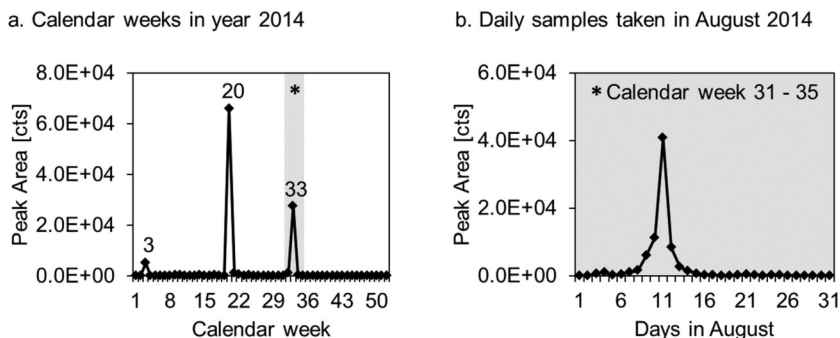 a. Calendar weeks in year 2014
Peak Area [cts]
8.0E+04
6.0E+04
4.0E+04
2.0E+04
0.0E+00
3
20
*
33
1 8 15 22 29 36 43 50
Calendar week
b. Daily samples taken in August 2014
Peak Area [cts]
6.0E+04
4.0E+04
2.0E+04
0.0E+00
* Calendar week 31 - 35
1 6 11 16 21 26 31
Days in August